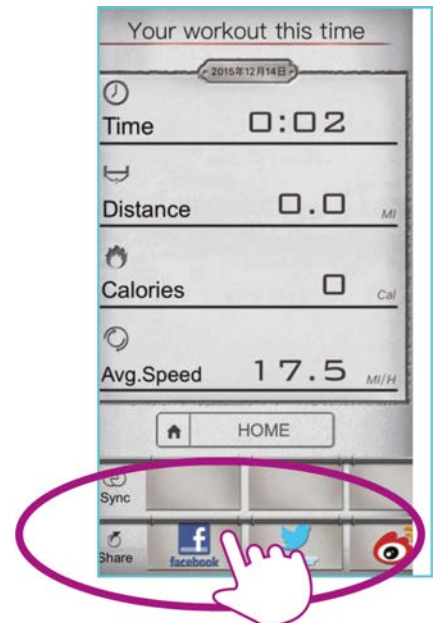 Your workout this time
2015年12月14日
Time 0:02
Distance 0.0 MI
Calories 0 Cal
Avg.Speed 17.5 MI/H
HOME
Sync
Share facebook